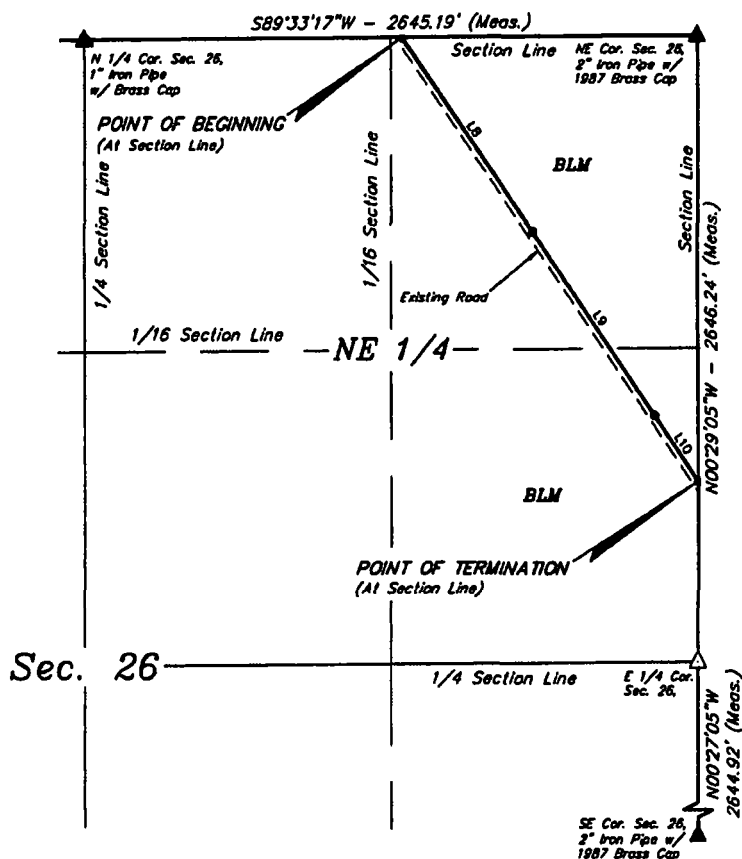 S89°33'17"W - 2645.19' (Meas.)
Section Line
N 1/4 Cor. Sec. 26,
1" Iron Pipe
w/ Brass Cap
NE Cor. Sec. 26,
2" Iron Pipe w/
1987 Brass Cap
POINT OF BEGINNING
(At Section Line)
L8
BLM
1/4 Section Line
1/16 Section Line
Section Line
N00°29'05"W - 2646.24' (Meas.)
Existing Road
L9
1/16 Section Line
NE 1/4
L10
BLM
POINT OF TERMINATION
(At Section Line)
Sec. 26
1/4 Section Line
E 1/4 Cor.
Sec. 26,
N00°27'05"W
2644.92' (Meas.)
SE Cor. Sec. 26,
2" Iron Pipe w/
1987 Brass Cap